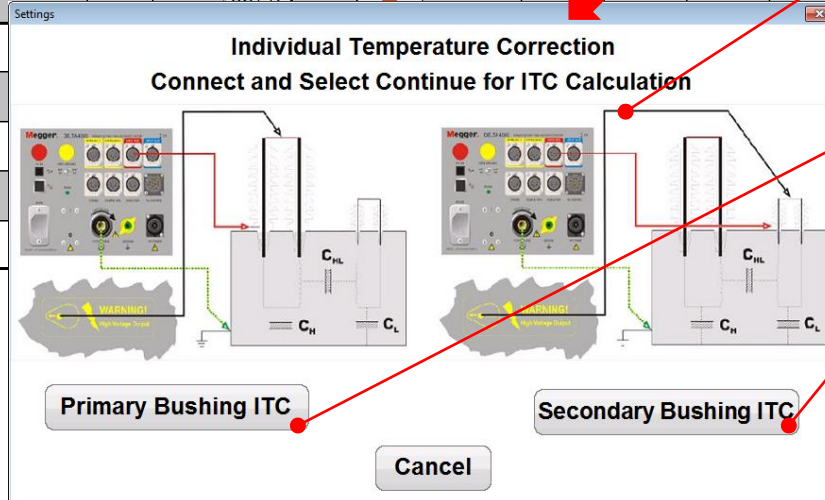 Settings
Individual Temperature Correction
Connect and Select Continue for ITC Calculation
Megger.
WARNING!
High Voltage Output
CHL
CH
CL
Megger.
WARNING!
High Voltage Output
CHL
CH
CL
Primary Bushing ITC
Secondary Bushing ITC
Cancel